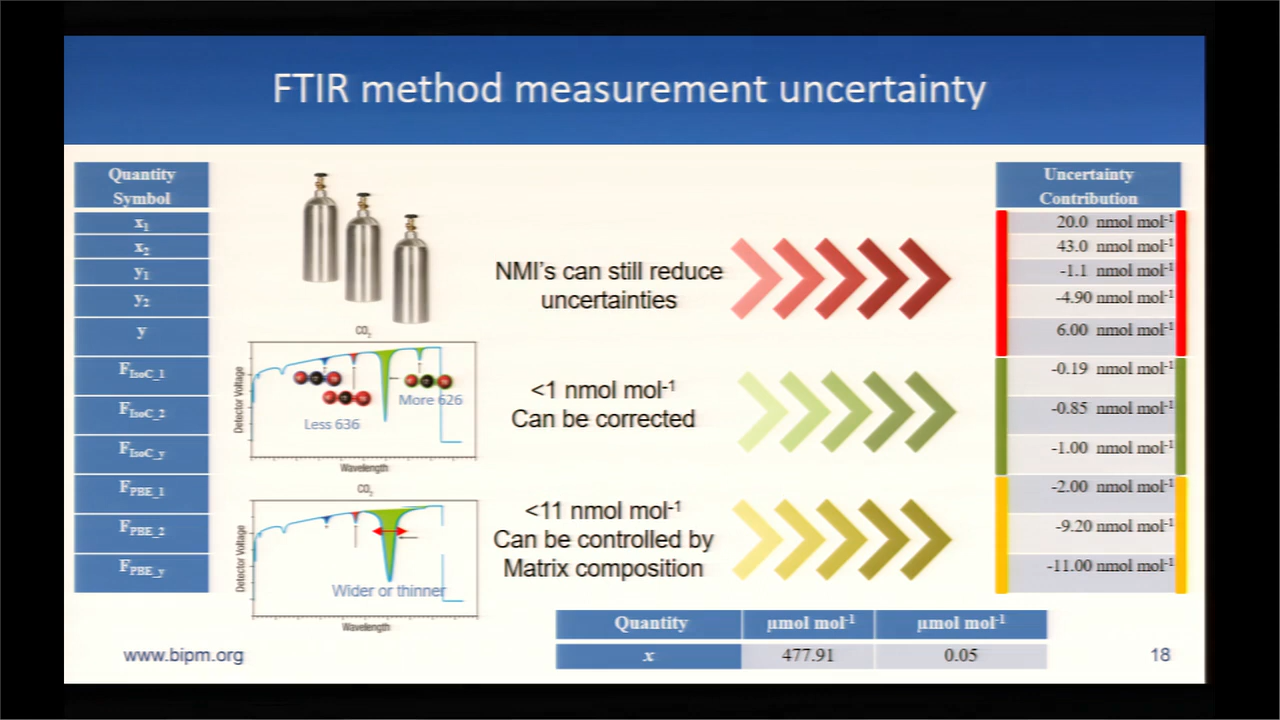 FTIR method measurement uncertainty
Quantity
Symbol
x₁
x₂
y₁
y₂
y
F_IsoC_1
F_IsoC_2
F_IsoC_y
F_PBE_1
F_PBE_2
F_PBE_y
CO₂
Detector Voltage
Less 636
More 626
Wavelength
CO₂
Detector Voltage
Wider or thinner
Wavelength
NMI's can still reduce
uncertainties
<1 nmol mol⁻¹
Can be corrected
<11 nmol mol⁻¹
Can be controlled by
Matrix composition
Uncertainty
Contribution
20.0 nmol mol⁻¹
43.0 nmol mol⁻¹
-1.1 nmol mol⁻¹
-4.90 nmol mol⁻¹
6.00 nmol mol⁻¹
-0.19 nmol mol⁻¹
-0.85 nmol mol⁻¹
-1.00 nmol mol⁻¹
-2.00 nmol mol⁻¹
-9.20 nmol mol⁻¹
-11.00 nmol mol⁻¹
Quantity µmol mol⁻¹ µmol mol⁻¹
x 477.91 0.05
www.bipm.org
18